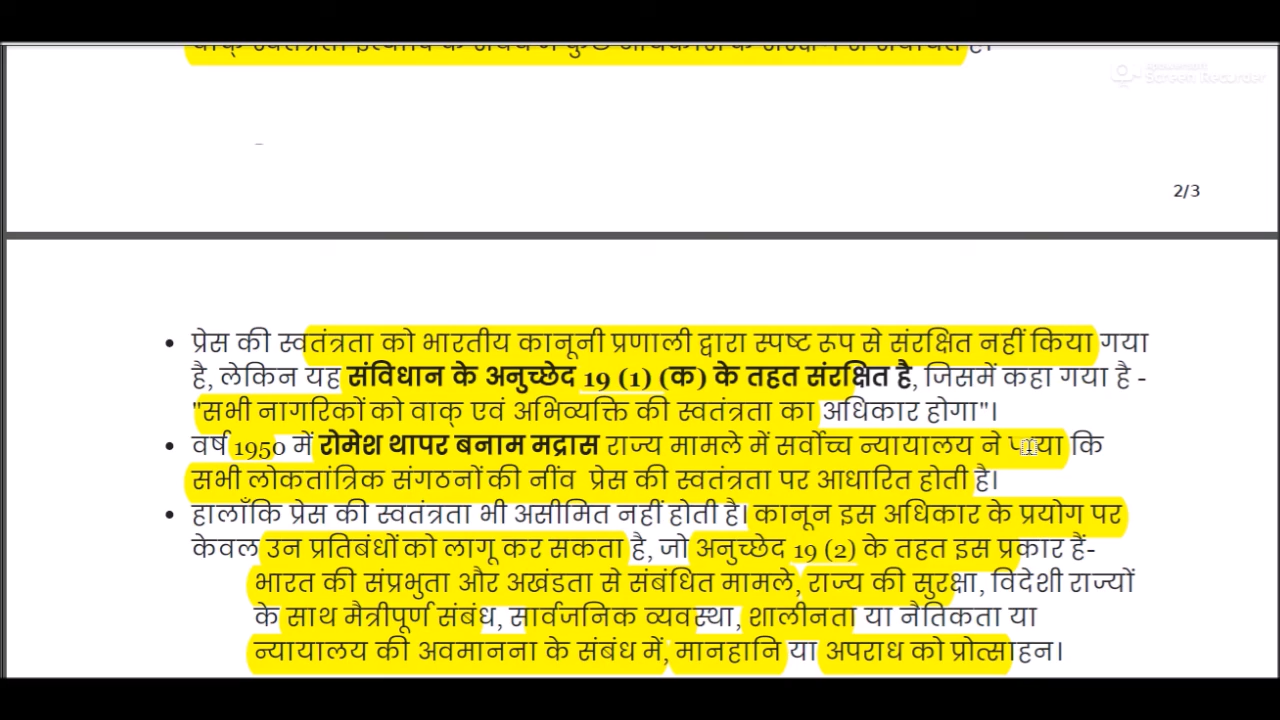 Screen Recorder
2/3
• प्रेस की स्वतंत्रता को भारतीय कानूनी प्रणाली द्वारा स्पष्ट रूप से संरक्षित नहीं किया गया
है, लेकिन यह संविधान के अनुच्छेद 19 (1) (क) के तहत संरक्षित है, जिसमें कहा गया है -
"सभी नागरिकों को वाक् एवं अभिव्यक्ति की स्वतंत्रता का अधिकार होगा"।
• वर्ष 1950 में रोमेश थापर बनाम मद्रास राज्य मामले में सर्वोच्च न्यायालय ने पाया कि
सभी लोकतांत्रिक संगठनों की नींव प्रेस की स्वतंत्रता पर आधारित होती है।
• हालाँकि प्रेस की स्वतंत्रता भी असीमित नहीं होती है। कानून इस अधिकार के प्रयोग पर
केवल उन प्रतिबंधों को लागू कर सकता है, जो अनुच्छेद 19 (2) के तहत इस प्रकार हैं-
भारत की संप्रभुता और अखंडता से संबंधित मामले, राज्य की सुरक्षा, विदेशी राज्यों
के साथ मैत्रीपूर्ण संबंध, सार्वजनिक व्यवस्था, शालीनता या नैतिकता या
न्यायालय की अवमानना के संबंध में, मानहानि या अपराध को प्रोत्साहन।